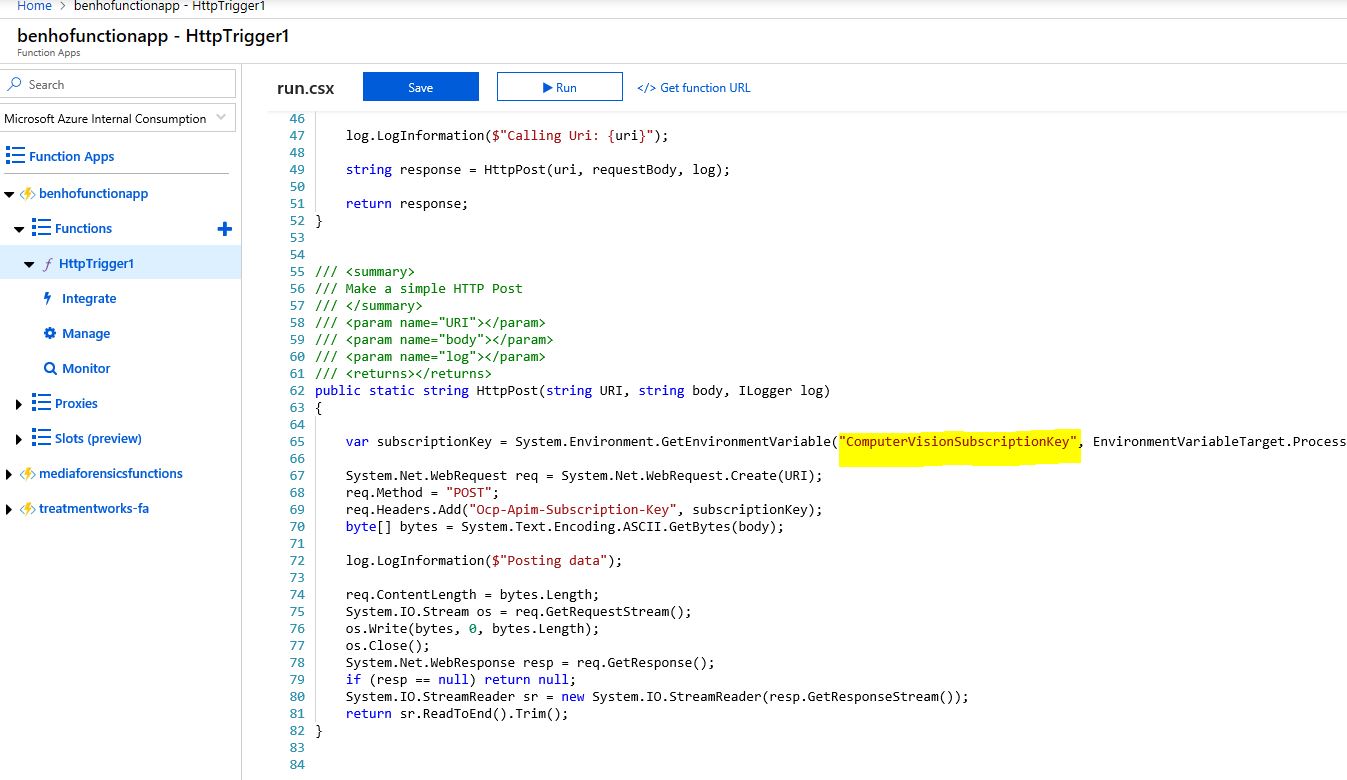 Home > benhofunctionapp - HttpTrigger1
benhofunctionapp - HttpTrigger1
Function Apps
Search
Microsoft Azure Internal Consumption
Function Apps
benhofunctionapp
Functions
HttpTrigger1
Integrate
Manage
Monitor
Proxies
Slots (preview)
mediaforensicsfunctions
treatmentworks-fa
run.csx
Save
Run
</> Get function URL
46
47 log.LogInformation($"Calling Uri: {uri}");
48
49 string response = HttpPost(uri, requestBody, log);
50
51 return response;
52 }
53
54
55 /// <summary>
56 /// Make a simple HTTP Post
57 /// </summary>
58 /// <param name="URI"></param>
59 /// <param name="body"></param>
60 /// <param name="log"></param>
61 /// <returns></returns>
62 public static string HttpPost(string URI, string body, ILogger log)
63 {
64
65 var subscriptionKey = System.Environment.GetEnvironmentVariable("ComputerVisionSubscriptionKey", EnvironmentVariableTarget.Process
66
67 System.Net.WebRequest req = System.Net.WebRequest.Create(URI);
68 req.Method = "POST";
69 req.Headers.Add("Ocp-Apim-Subscription-Key", subscriptionKey);
70 byte[] bytes = System.Text.Encoding.ASCII.GetBytes(body);
71
72 log.LogInformation($"Posting data");
73
74 req.ContentLength = bytes.Length;
75 System.IO.Stream os = req.GetRequestStream();
76 os.Write(bytes, 0, bytes.Length);
77 os.Close();
78 System.Net.WebResponse resp = req.GetResponse();
79 if (resp == null) return null;
80 System.IO.StreamReader sr = new System.IO.StreamReader(resp.GetResponseStream());
81 return sr.ReadToEnd().Trim();
82 }
83
84